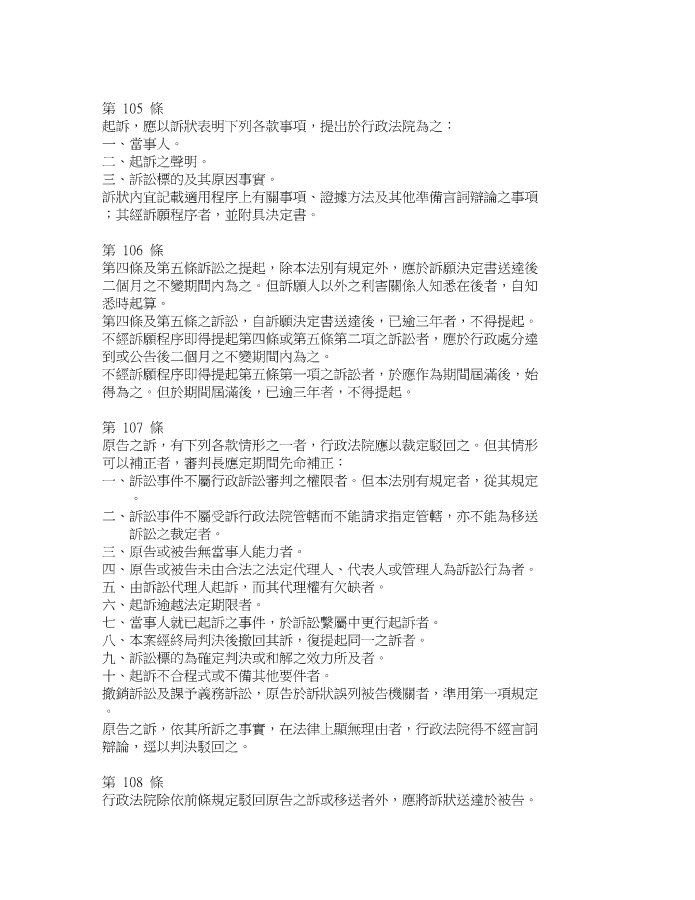 第 105 條
起訴，應以訴狀表明下列各款事項，提出於行政法院為之：
一、當事人。
二、起訴之聲明。
三、訴訟標的及其原因事實。
訴狀內宜記載適用程序上有關事項、證據方法及其他準備言詞辯論之事項
；其經訴願程序者，並附具決定書。
第 106 條
第四條及第五條訴訟之提起，除本法別有規定外，應於訴願決定書送達後
二個月之不變期間內為之。但訴願人以外之利害關係人知悉在後者，自知
悉時起算。
第四條及第五條之訴訟，自訴願決定書送達後，已逾三年者，不得提起。
不經訴願程序即得提起第四條或第五條第二項之訴訟者，應於行政處分達
到或公告後二個月之不變期間內為之。
不經訴願程序即得提起第五條第一項之訴訟者，於應作為期間屆滿後，始
得為之。但於期間屆滿後，已逾三年者，不得提起。
第 107 條
原告之訴，有下列各款情形之一者，行政法院應以裁定駁回之。但其情形
可以補正者，審判長應定期間先命補正：
一、訴訟事件不屬行政訴訟審判之權限者。但本法別有規定者，從其規定
。
二、訴訟事件不屬受訴行政法院管轄而不能請求指定管轄，亦不能為移送
訴訟之裁定者。
三、原告或被告無當事人能力者。
四、原告或被告未由合法之法定代理人、代表人或管理人為訴訟行為者。
五、由訴訟代理人起訴，而其代理權有欠缺者。
六、起訴逾越法定期限者。
七、當事人就已起訴之事件，於訴訟繫屬中更行起訴者。
八、本案經終局判決後撤回其訴，復提起同一之訴者。
九、訴訟標的為確定判決或和解之效力所及者。
十、起訴不合程式或不備其他要件者。
撤銷訴訟及課予義務訴訟，原告於訴狀誤列被告機關者，準用第一項規定
。
原告之訴，依其所訴之事實，在法律上顯無理由者，行政法院得不經言詞
辯論，逕以判決駁回之。
第 108 條
行政法院除依前條規定駁回原告之訴或移送者外，應將訴狀送達於被告。